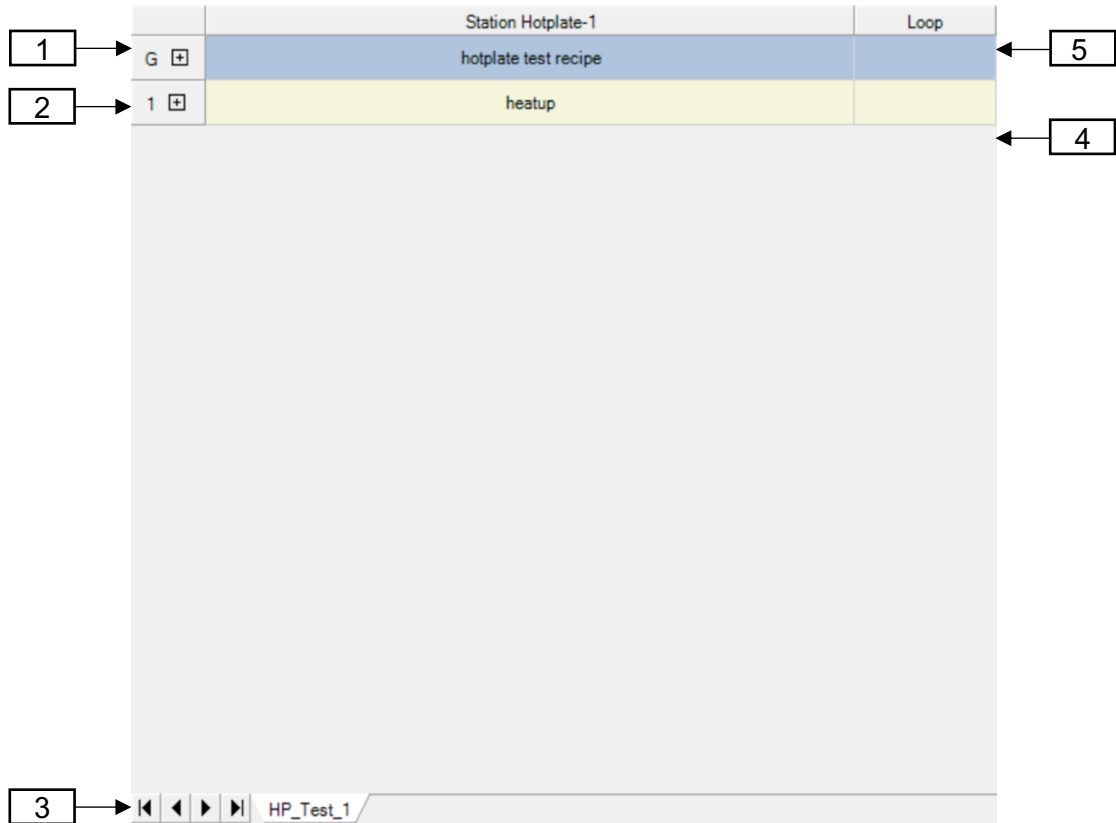 Station Hotplate-1 Loop
1 G hotplate test recipe 5
2 1 heatup
4
3 HP_Test_1